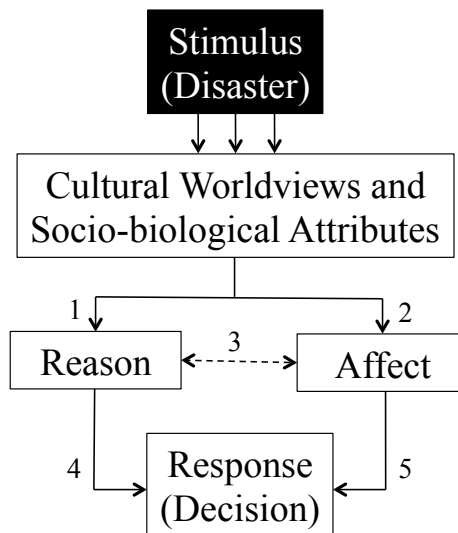 Stimulus
(Disaster)
Cultural Worldviews and
Socio-biological Attributes
1
2
Reason
3
Affect
4
Response
(Decision)
5